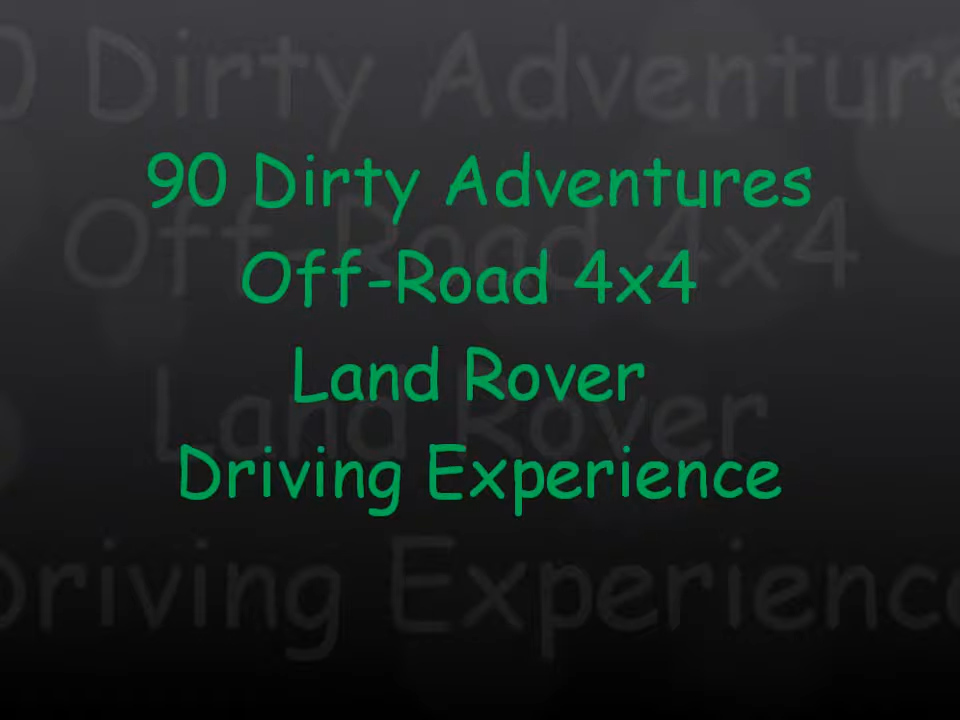 90 Dirty Adventures
Off-Road 4x4
Land Rover
Driving Experience